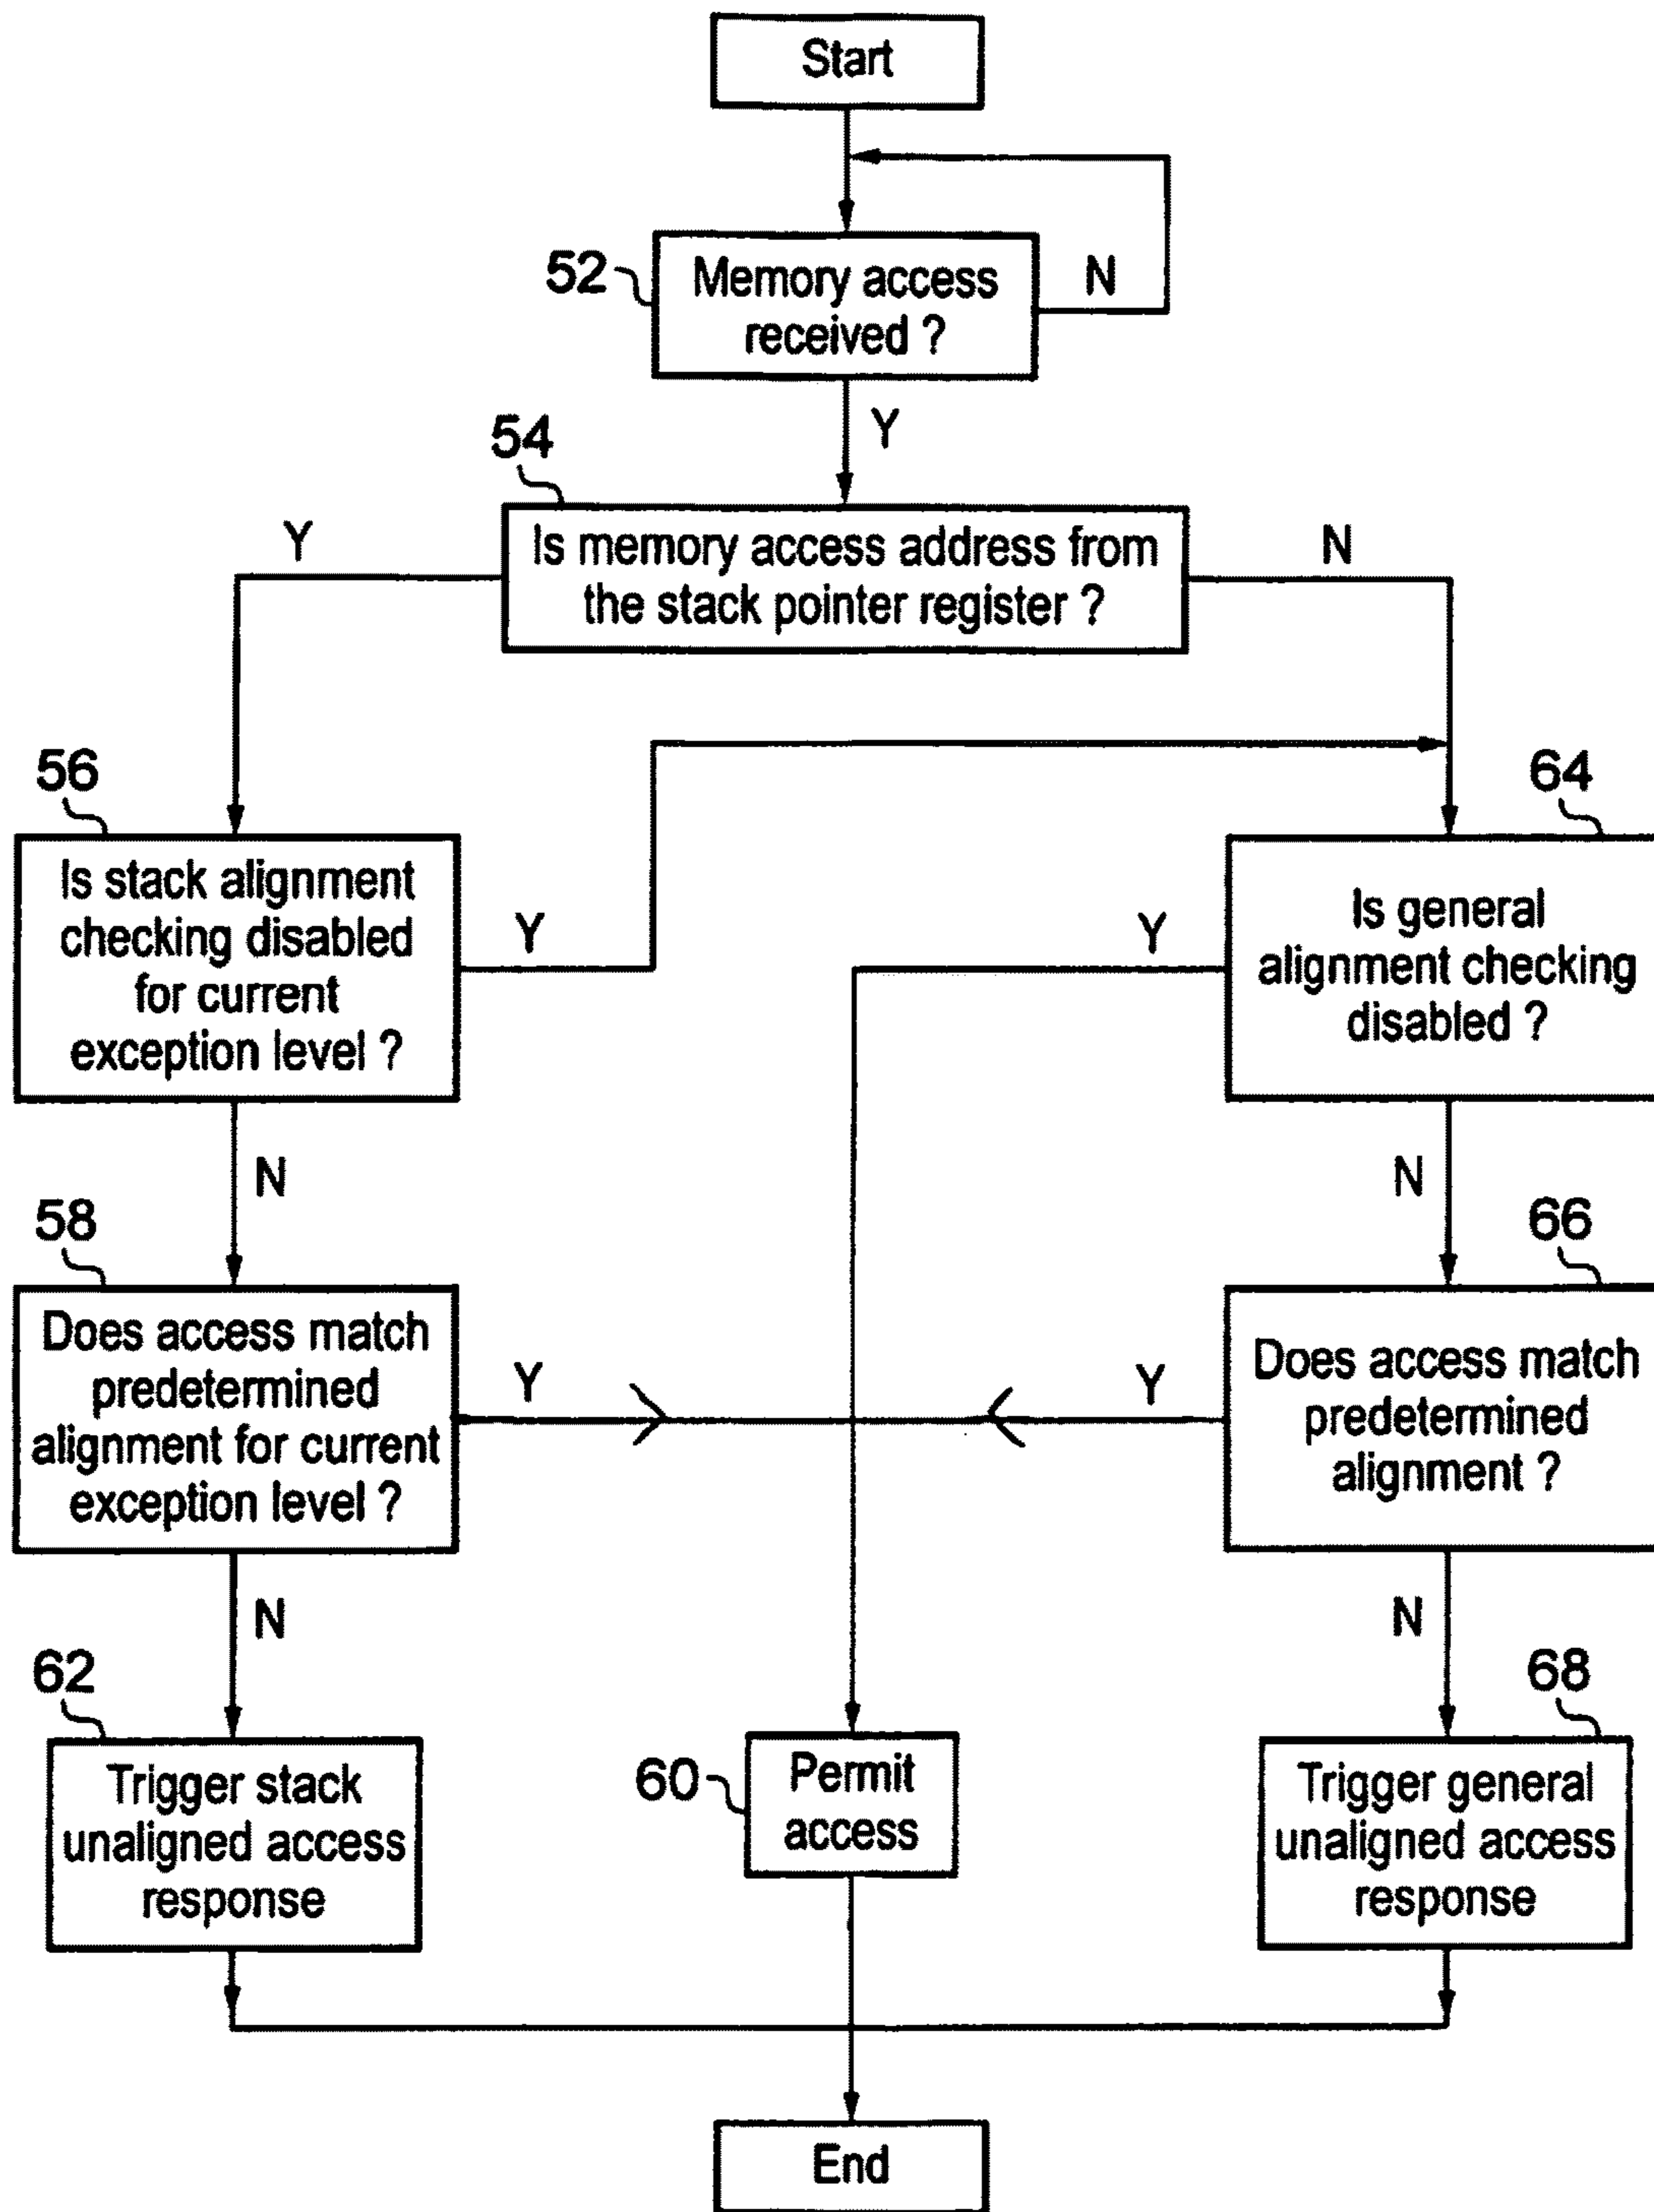 Start
52
Memory access
received ?
N
Y
54
Y
Is memory access address from
the stack pointer register ?
N
56
Is stack alignment
checking disabled
for current
exception level ?
Y
N
64
Is general
alignment checking
disabled ?
Y
N
58
Does access match
predetermined
alignment for current
exception level ?
Y
N
66
Does access match
predetermined
alignment ?
Y
N
62
Trigger stack
unaligned access
response
60
Permit
access
68
Trigger general
unaligned access
response
End